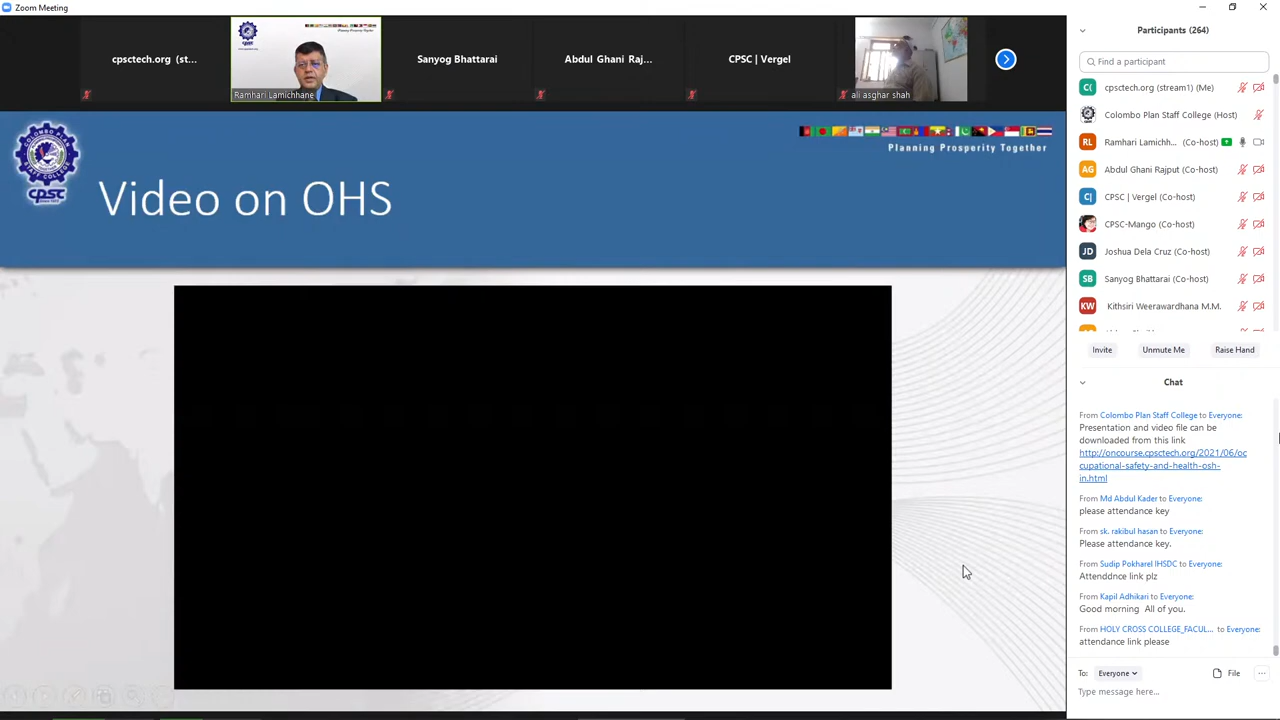 Zoom Meeting
cpsctech.org (st...
Ramhari Lamichhane
Sanyog Bhattarai
Abdul Ghani Raj...
CPSC | Vergel
ali asghar shah
cpsc
Planning Prosperity Together
Video on OHS
Participants (264)
Find a participant
C(
cpsctech.org (stream1) (Me)
Colombo Plan Staff College (Host)
RL
Ramhari Lamichh... (Co-host)
AG
Abdul Ghani Rajput (Co-host)
C|
CPSC | Vergel (Co-host)
CPSC-Mango (Co-host)
JD
Joshua Dela Cruz (Co-host)
SB
Sanyog Bhattarai (Co-host)
KW
Kithsiri Weerawardhana M.M.
Invite
Unmute Me
Raise Hand
Chat
From Colombo Plan Staff College to Everyone:
Presentation and video file can be
downloaded from this link
http://oncourse.cpsctech.org/2021/06/oc
cupational-safety-and-health-osh-
in.html
From Md Abdul Kader to Everyone:
please attendance key
From sk. rakibul hasan to Everyone:
Please attendance key.
From Sudip Pokharel IHSDC to Everyone:
Attenddnce link plz
From Kapil Adhikari to Everyone:
Good morning All of you.
From HOLY CROSS COLLEGE_FACUL... to Everyone:
attendance link please
To: Everyone
File
Type message here...